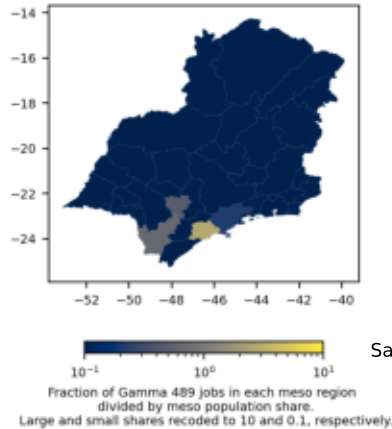 −14
−16
−18
−20
−22
−24
−52 −50 −48 −46 −44 −42 −40
10⁻¹ 10⁰ 10¹
Sa
Fraction of Gamma 489 jobs in each meso region
divided by meso population share.
Large and small shares recoded to 10 and 0.1, respectively